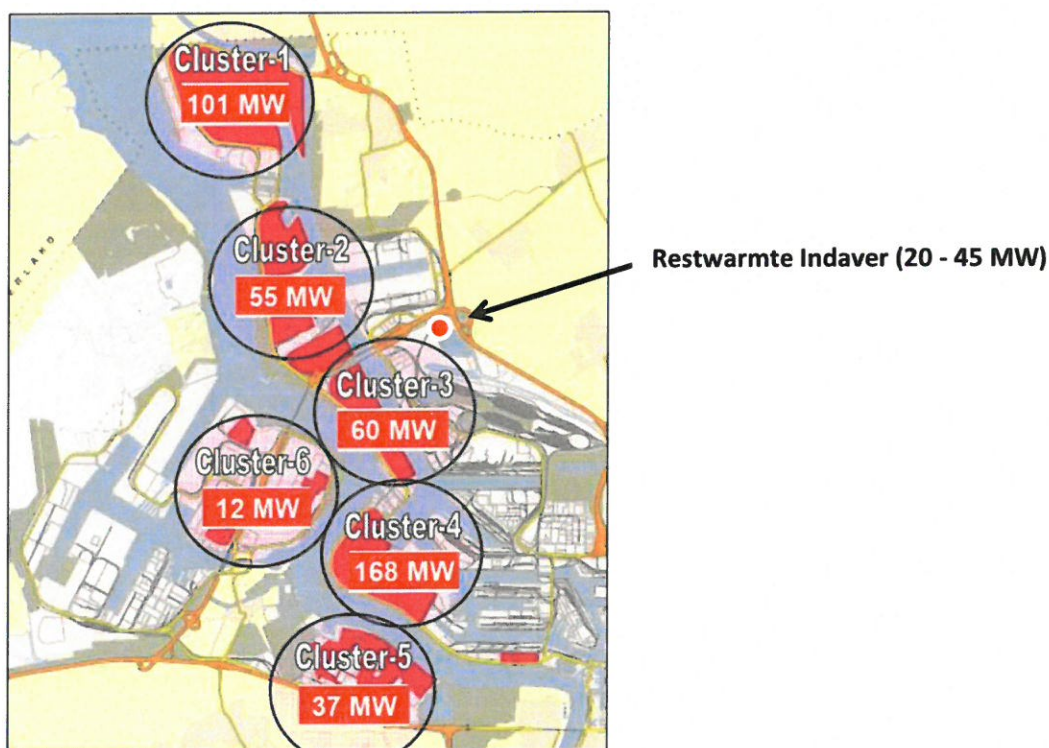 Cluster-1
101 MW
Cluster-2
55 MW
Restwarmte Indaver (20 - 45 MW)
Cluster-3
60 MW
Cluster-6
12 MW
Cluster-4
168 MW
Cluster-5
37 MW
ERLAND